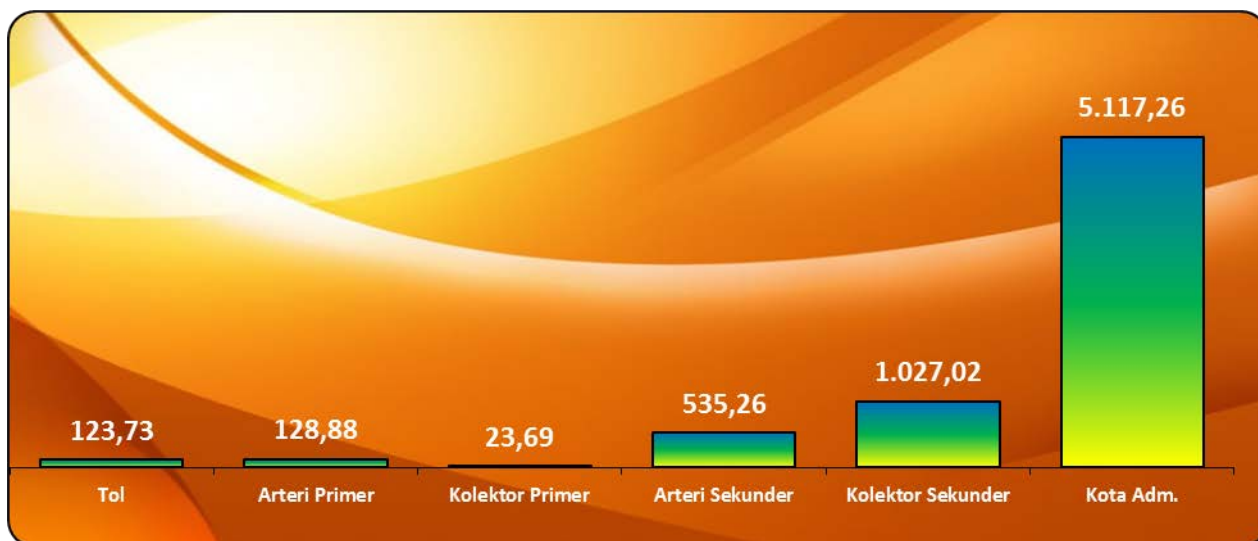 5.117,26
1.027,02
535,26
123,73 128,88 23,69
Tol Arteri Primer Kolektor Primer Arteri Sekunder Kolektor Sekunder Kota Adm.